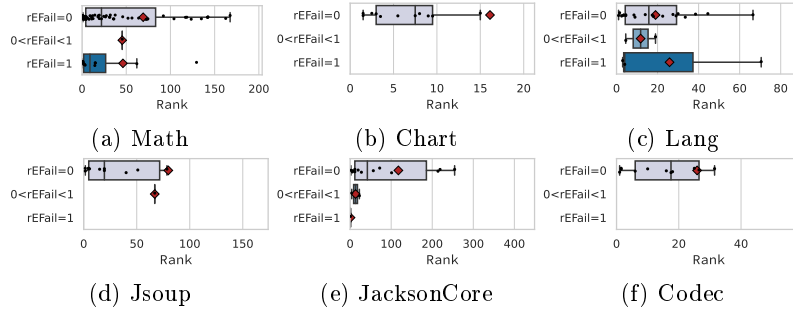 rEFail=0
0<rEFail<1
rEFail=1
0 50 100 150 200
Rank
(a) Math
rEFail=0
0<rEFail<1
rEFail=1
0 5 10 15 20
Rank
(b) Chart
rEFail=0
0<rEFail<1
rEFail=1
0 20 40 60 80
Rank
(c) Lang
rEFail=0
0<rEFail<1
rEFail=1
0 50 100 150
Rank
(d) Jsoup
rEFail=0
0<rEFail<1
rEFail=1
0 100 200 300 400
Rank
(e) JacksonCore
rEFail=0
0<rEFail<1
rEFail=1
0 20 40
Rank
(f) Codec